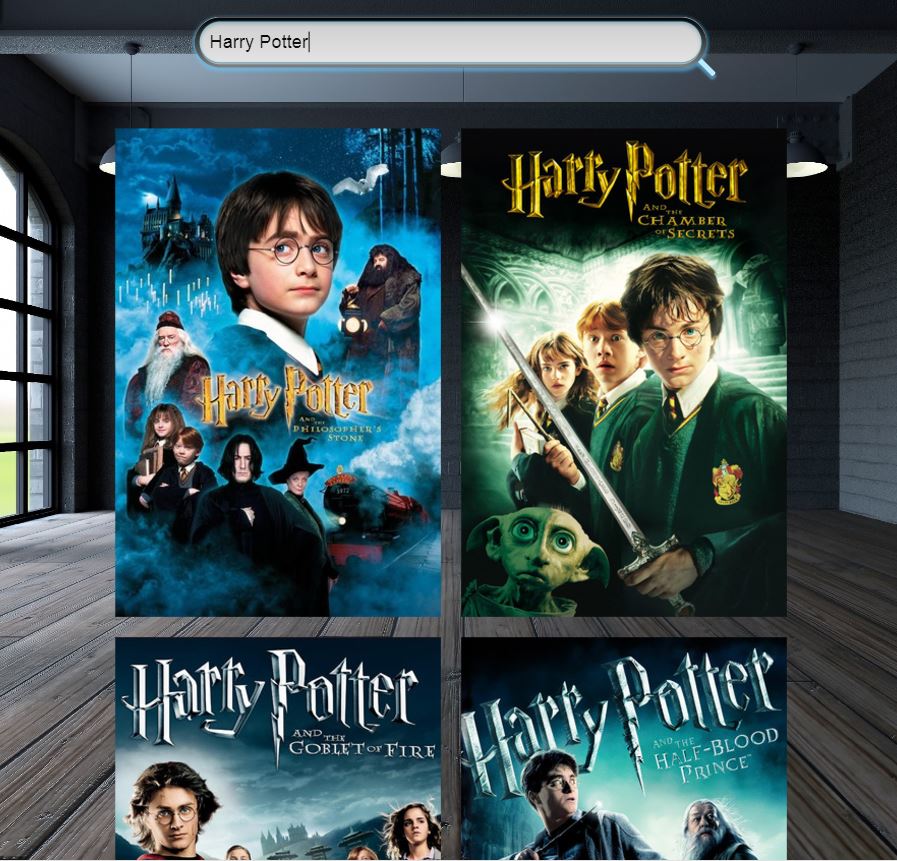 Harry Potter
Harry Potter
AND THE
PHILOSOPHER'S
STONE
Harry Potter
AND THE
CHAMBER
OF SECRETS
Harry Potter
AND THE
GOBLET OF FIRE
Harry Potter
AND THE
HALF-BLOOD
PRINCE